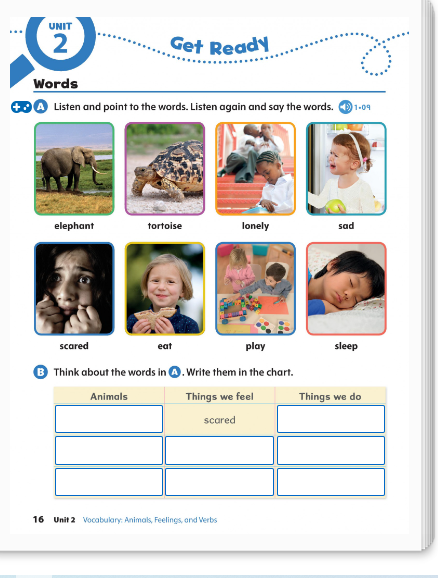 UNIT
2
Get Ready
Words
A Listen and point to the words. Listen again and say the words. 1•09
elephant tortoise lonely sad
scared eat play sleep
B Think about the words in A. Write them in the chart.
Animals Things we feel Things we do
scared
16 Unit 2 Vocabulary: Animals, Feelings, and Verbs